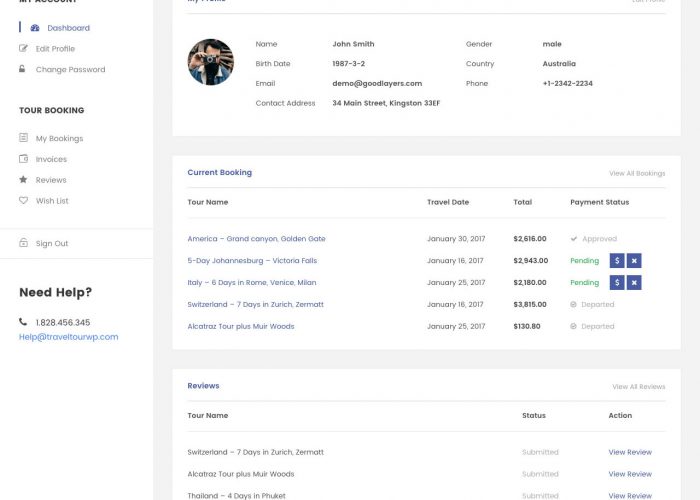 MY ACCOUNT
Dashboard
Edit Profile
Change Password
TOUR BOOKING
My Bookings
Invoices
Reviews
Wish List
Sign Out
Need Help?
1.828.456.345
Help@traveltourwp.com
My Profile Edit Profile
Name John Smith Gender male
Birth Date 1987-3-2 Country Australia
Email demo@goodlayers.com Phone +1-2342-2234
Contact Address 34 Main Street, Kingston 33EF
Current Booking View All Bookings
Tour Name Travel Date Total Payment Status
America – Grand canyon, Golden Gate January 30, 2017 $2,616.00 Approved
5-Day Johannesburg – Victoria Falls January 16, 2017 $2,943.00 Pending $
Italy – 6 Days in Rome, Venice, Milan January 25, 2017 $2,180.00 Pending $
Switzerland – 7 Days in Zurich, Zermatt January 16, 2017 $3,815.00 Departed
Alcatraz Tour plus Muir Woods January 25, 2017 $130.80 Departed
Reviews View All Reviews
Tour Name Status Action
Switzerland – 7 Days in Zurich, Zermatt Submitted View Review
Alcatraz Tour plus Muir Woods Submitted View Review
Thailand – 4 Days in Phuket Submitted View Review